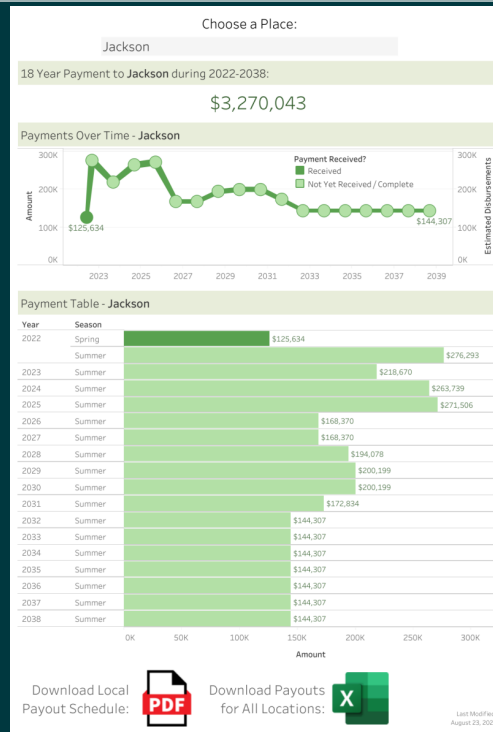 Choose a Place:
Jackson
18 Year Payment to Jackson during 2022-2038:
$3,270,043
Payments Over Time - Jackson
300K
200K
100K
0K
Amount
$125,634
Payment Received?
Received
Not Yet Received / Complete
$144,307
300K
200K
100K
0K
Estimated Disbursements
2023 2025 2027 2029 2031 2033 2035 2037 2039
Payment Table - Jackson
Year Season
2022 Spring $125,634
Summer $276,293
2023 Summer $218,670
2024 Summer $263,739
2025 Summer $271,506
2026 Summer $168,370
2027 Summer $168,370
2028 Summer $194,078
2029 Summer $200,199
2030 Summer $200,199
2031 Summer $172,834
2032 Summer $144,307
2033 Summer $144,307
2034 Summer $144,307
2035 Summer $144,307
2036 Summer $144,307
2037 Summer $144,307
2038 Summer $144,307
0K 50K 100K 150K 200K 250K 300K
Amount
Download Local
Payout Schedule:
PDF
Download Payouts
for All Locations:
X
Last Modified
August 23,